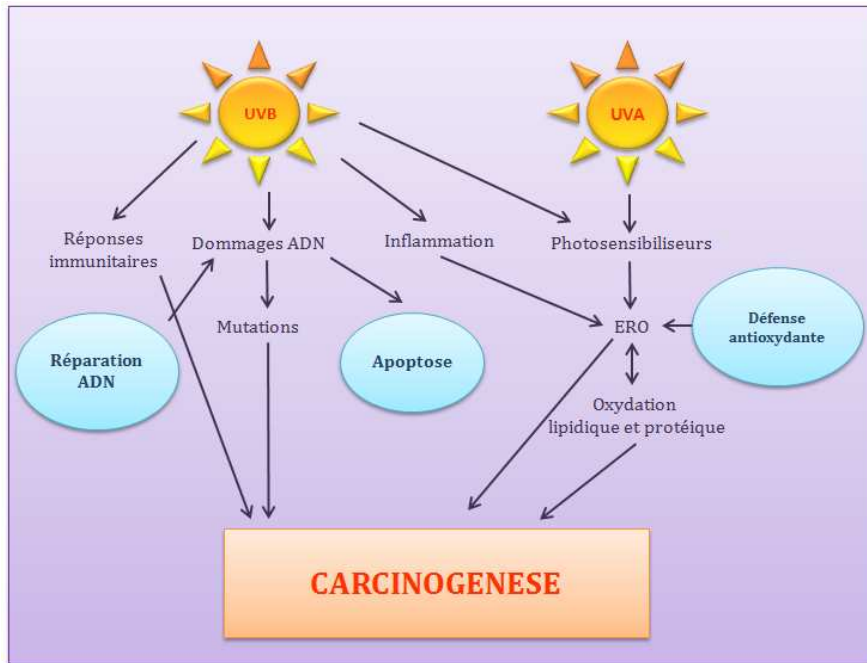 UVB
UVA
Réponses
immunitaires
Dommages ADN
Inflammation
Photosensibiliseurs
Réparation
ADN
Mutations
Apoptose
ERO
Défense
antioxydante
Oxydation
lipidique et protéique
CARCINOGENESE